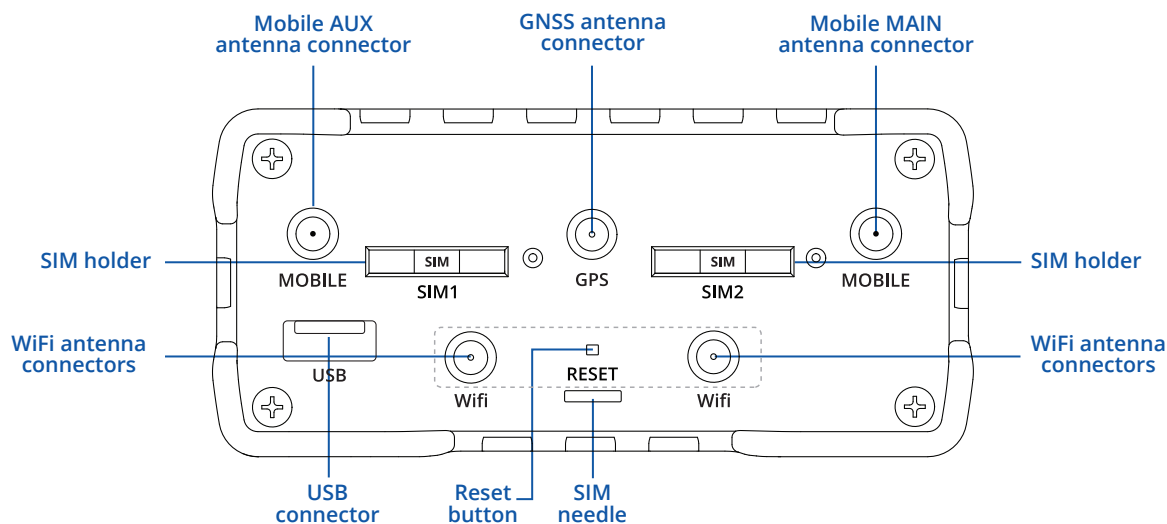 Mobile AUX
antenna connector
GNSS antenna
connector
Mobile MAIN
antenna connector
SIM holder
MOBILE
SIM
SIM1
GPS
SIM
SIM2
MOBILE
SIM holder
WiFi antenna
connectors
USB
Wifi
RESET
Wifi
WiFi antenna
connectors
USB
connector
Reset
button
SIM
needle